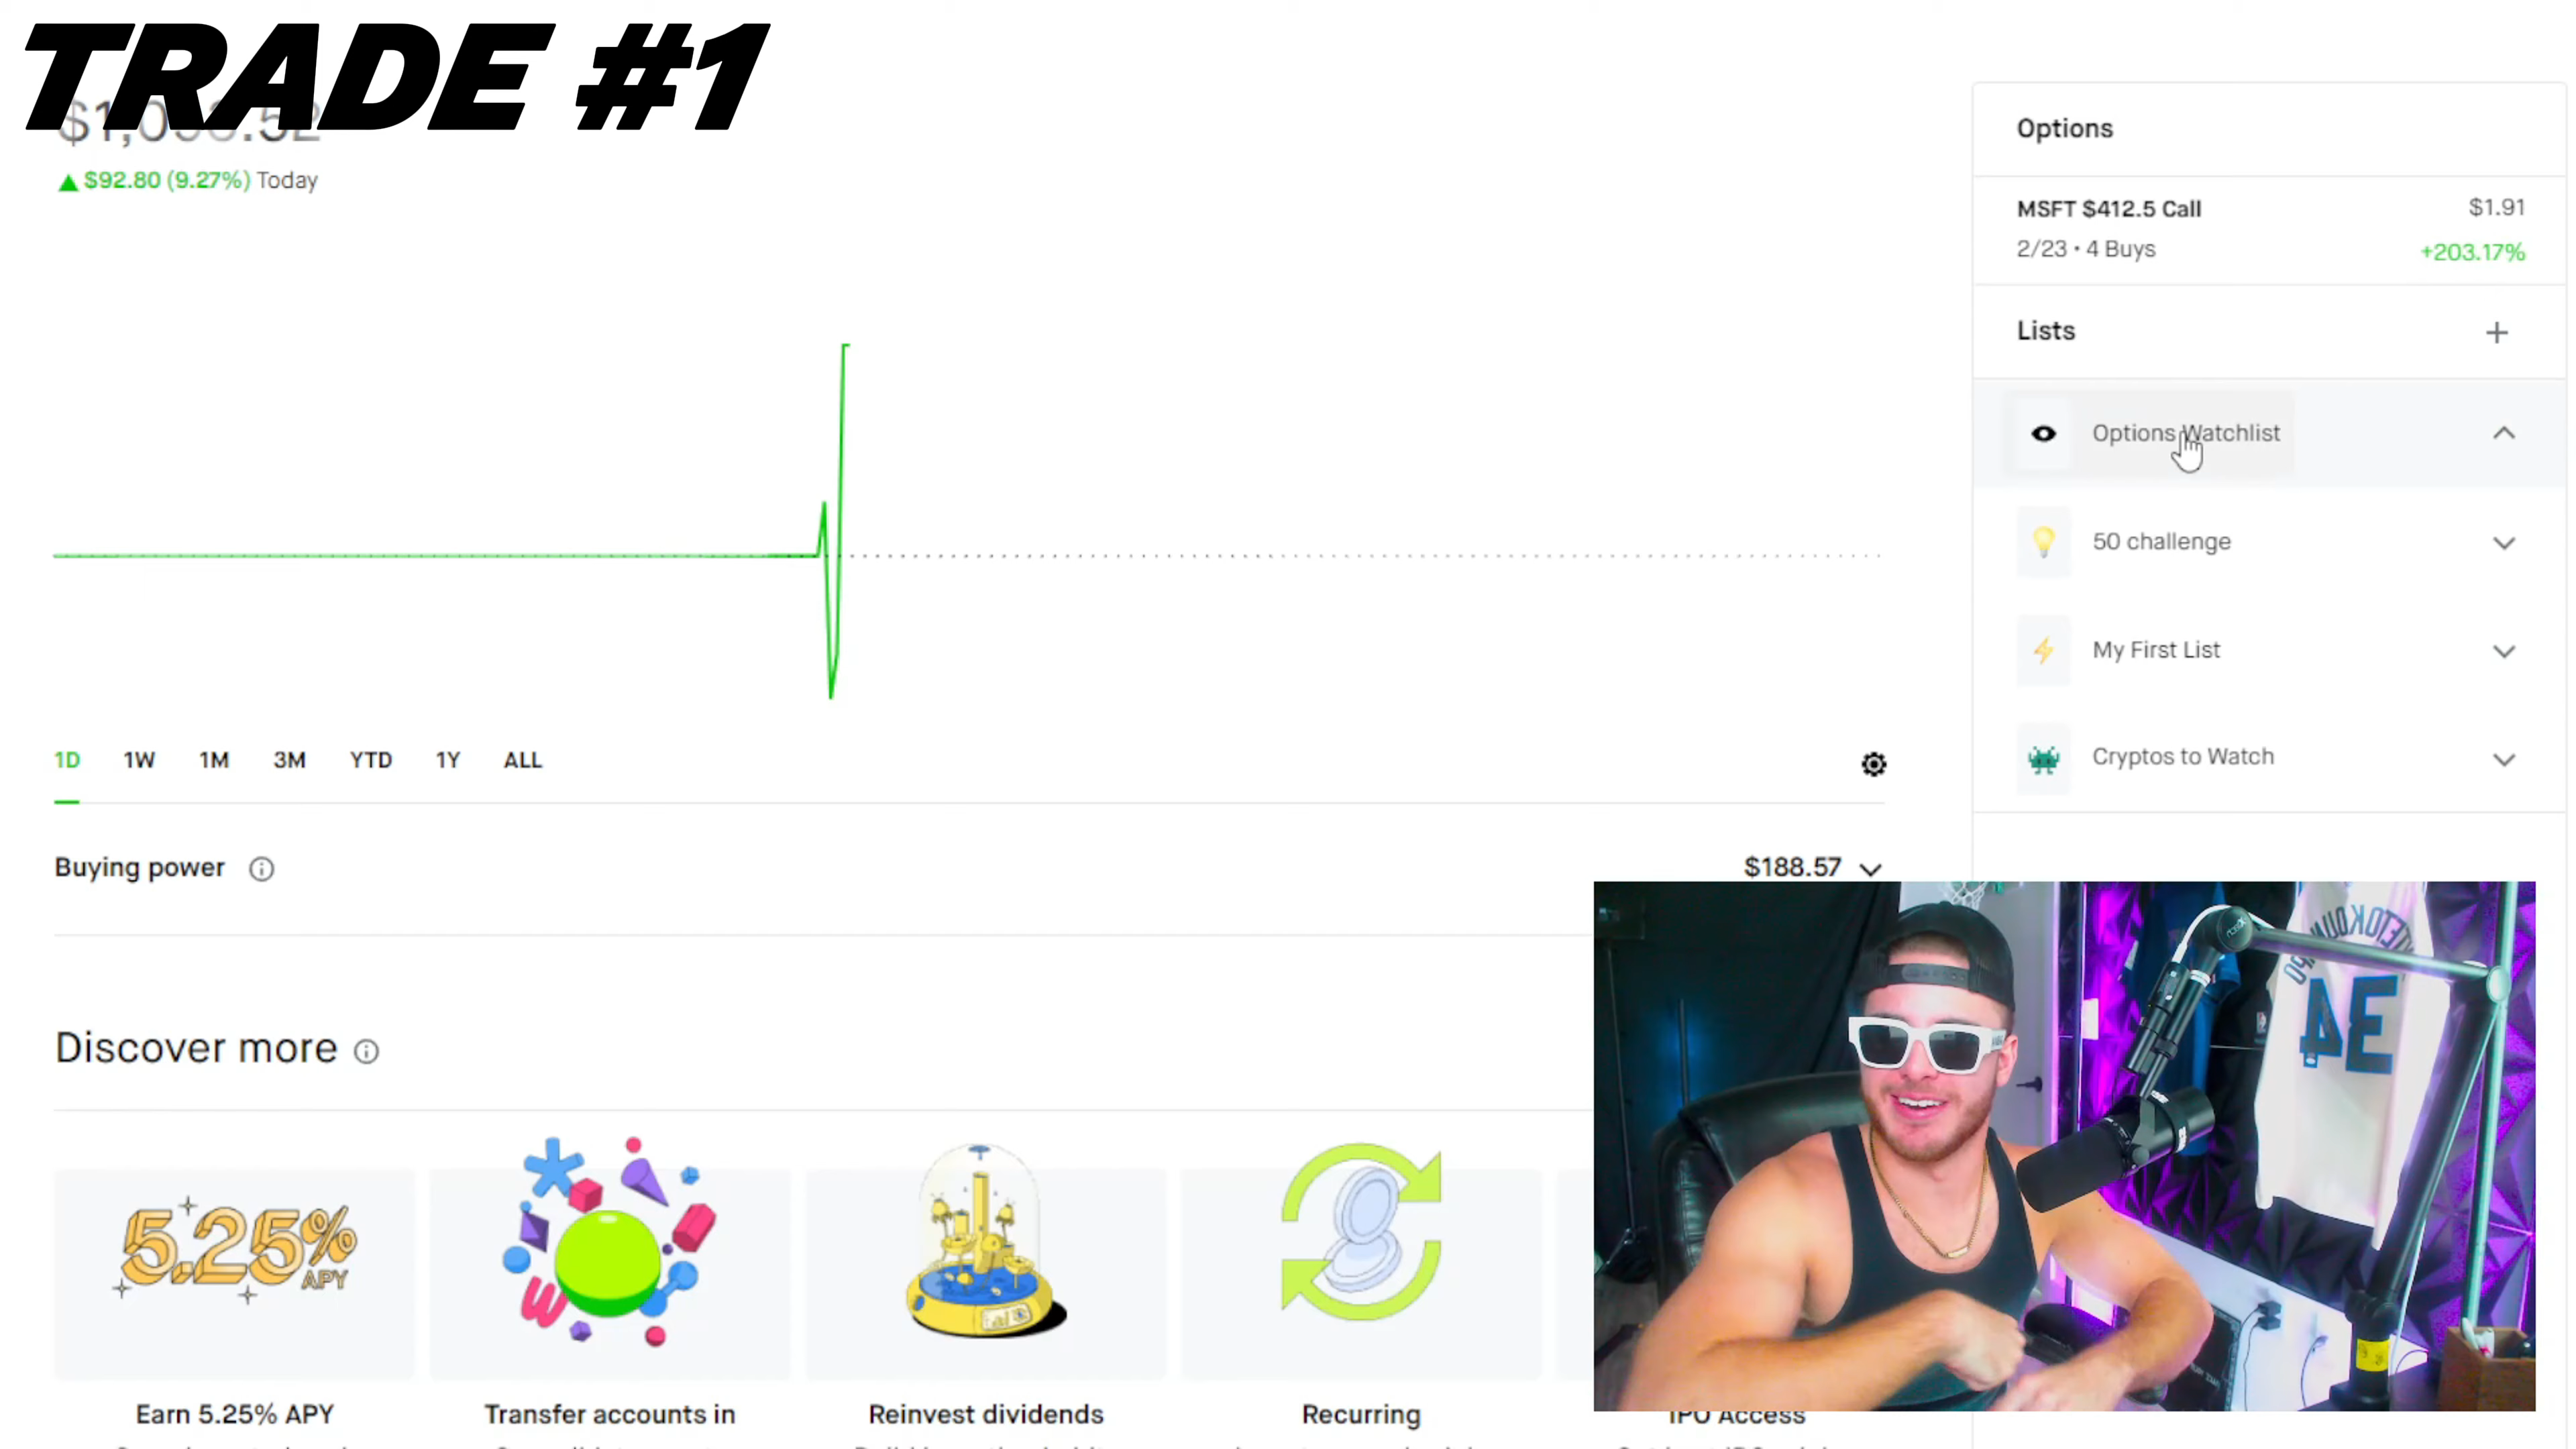 TRADE #1
$92.80 (9.27%) Today
1D 1W 1M 3M YTD 1Y ALL
Buying power
$188.57
Discover more
5.25%
APY
Earn 5.25% APY
Transfer accounts in
Reinvest dividends
Recurring
IPO Access
Options
MSFT $412.5 Call
$1.91
2/23 • 4 Buys
+203.17%
Lists
Options Watchlist
50 challenge
My First List
Cryptos to Watch
34